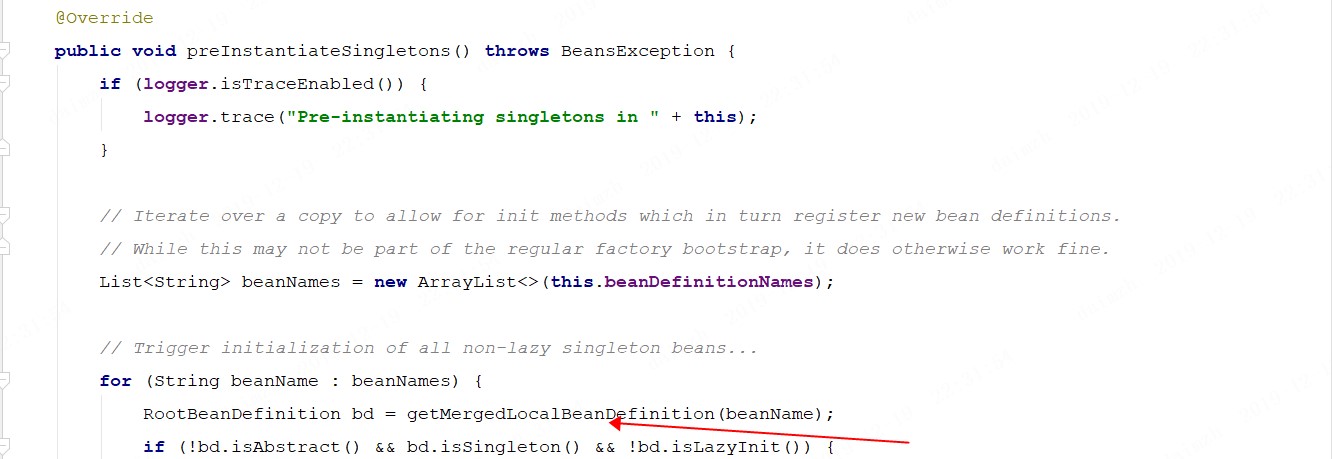 @Override
public void preInstantiateSingletons() throws BeansException {
if (logger.isTraceEnabled()) {
logger.trace("Pre-instantiating singletons in " + this);
}
// Iterate over a copy to allow for init methods which in turn register new bean definitions.
// While this may not be part of the regular factory bootstrap, it does otherwise work fine.
List<String> beanNames = new ArrayList<>(this.beanDefinitionNames);
// Trigger initialization of all non-lazy singleton beans...
for (String beanName : beanNames) {
RootBeanDefinition bd = getMergedLocalBeanDefinition(beanName);
if (!bd.isAbstract() && bd.isSingleton() && !bd.isLazyInit()) {